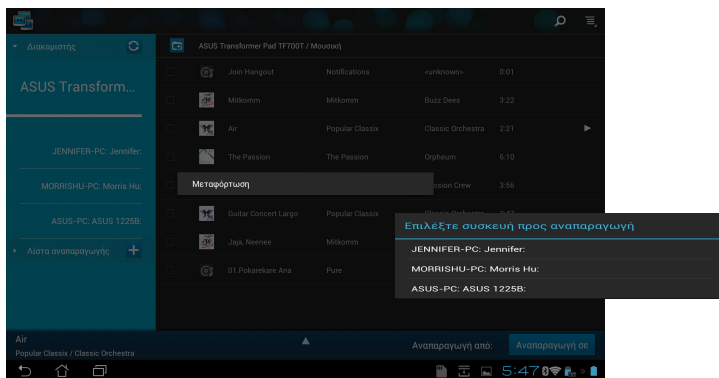 Διακομιστής
ASUS Transformer Pad TF700T / Μουσική
ASUS Transform...
JENNIFER-PC: Jennifer:
MORRISHU-PC: Morris Hu:
ASUS-PC: ASUS 1225B:
Λίστα αναπαραγωγής
Join Hangout Notifications <unknown> 0:01
Mitkomm Mitkomm Buzz Dees 3:22
Air Popular Classix Classic Orchestra 2:21
The Passion The Passion Orpheum 6:10
Μεταφόρτωση
ssion Crew 3:56
Guitar Concert Largo Popular Classix
Jaja, Neenee Mitkomm
01.Pokarekare Ana Pure
Επιλέξτε συσκευή προς αναπαραγωγή
JENNIFER-PC: Jennifer:
MORRISHU-PC: Morris Hu:
ASUS-PC: ASUS 1225B:
Air
Popular Classix / Classic Orchestra
Αναπαραγωγή από:
Αναπαραγωγή σε
5:47